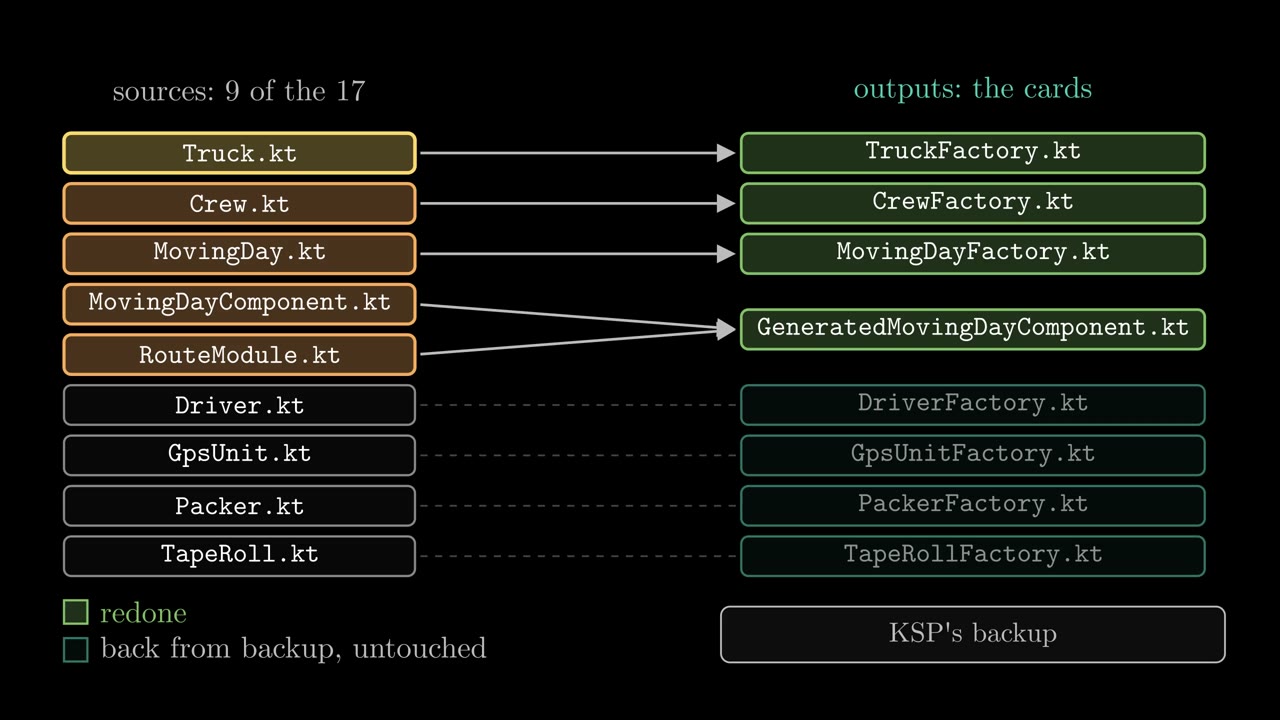 sources: 9 of the 17
outputs: the cards
Truck.kt
TruckFactory.kt
Crew.kt
CrewFactory.kt
MovingDay.kt
MovingDayFactory.kt
MovingDayComponent.kt
GeneratedMovingDayComponent.kt
RouteModule.kt
Driver.kt
DriverFactory.kt
GpsUnit.kt
GpsUnitFactory.kt
Packer.kt
PackerFactory.kt
TapeRoll.kt
TapeRollFactory.kt
redone
back from backup, untouched
KSP's backup